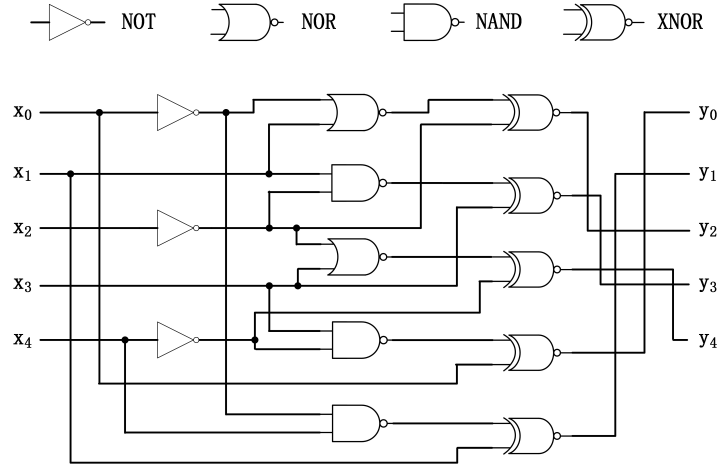 NOT NOR NAND XNOR
x0 y0
x1 y1
x2 y2
x3 y3
x4 y4